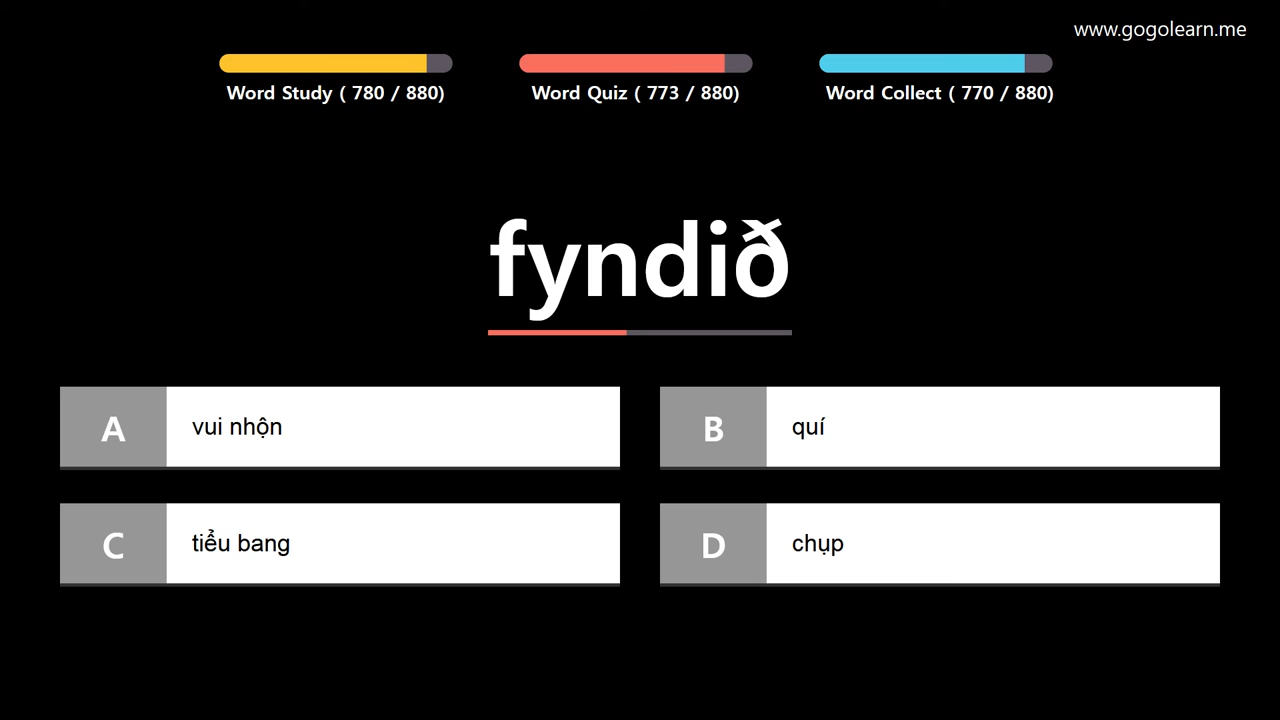 www.gogolearn.me
Word Study ( 780 / 880)
Word Quiz ( 773 / 880)
Word Collect ( 770 / 880)
fyndið
A vui nhộn
B quí
C tiểu bang
D chụp